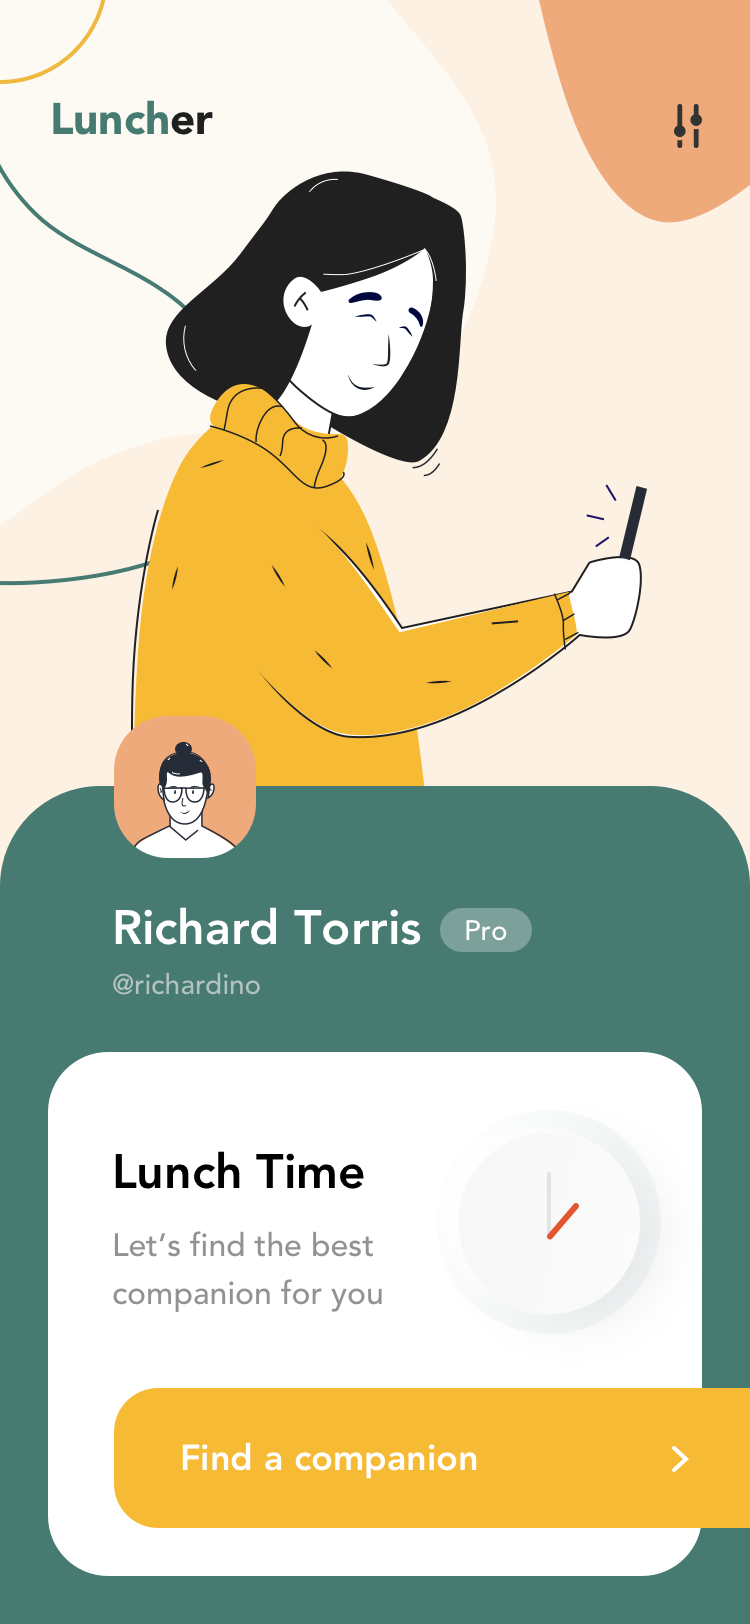 Luncher
Richard Torris Pro
@richardino
Lunch Time
Let’s find the best
companion for you
Find a companion